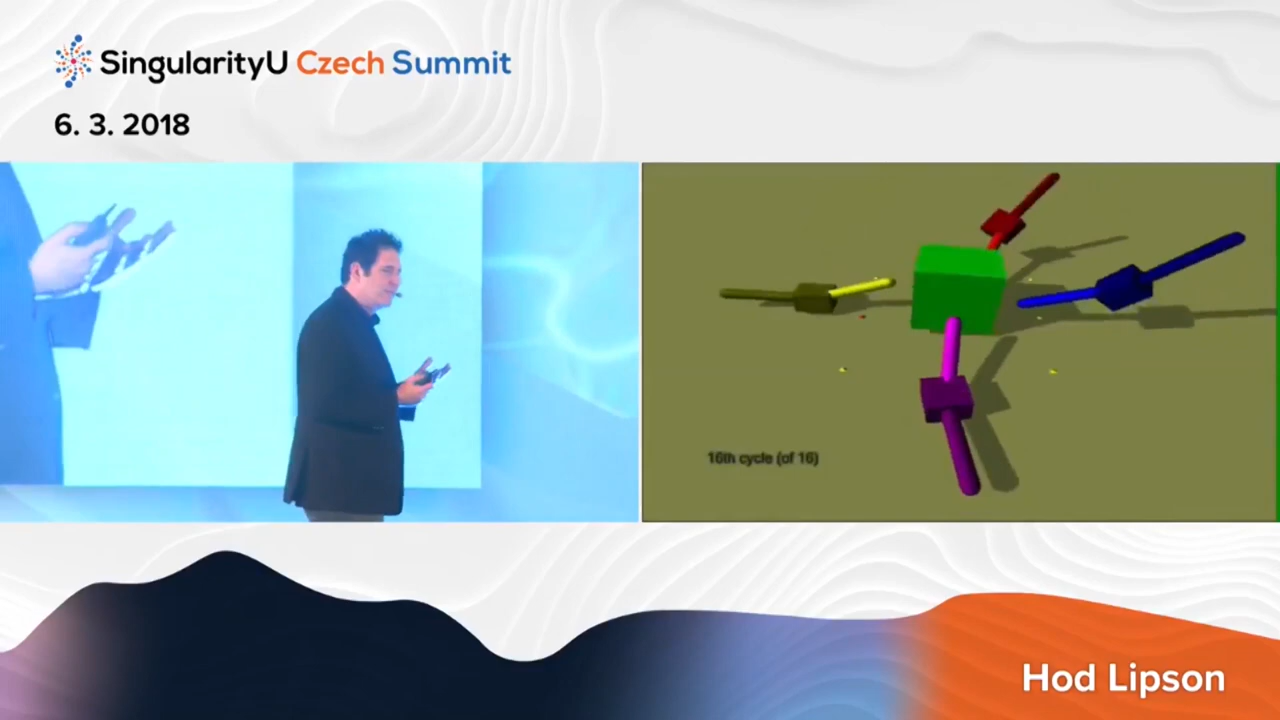 SingularityU Czech Summit
6. 3. 2018
16th cycle (of 16)
Hod Lipson